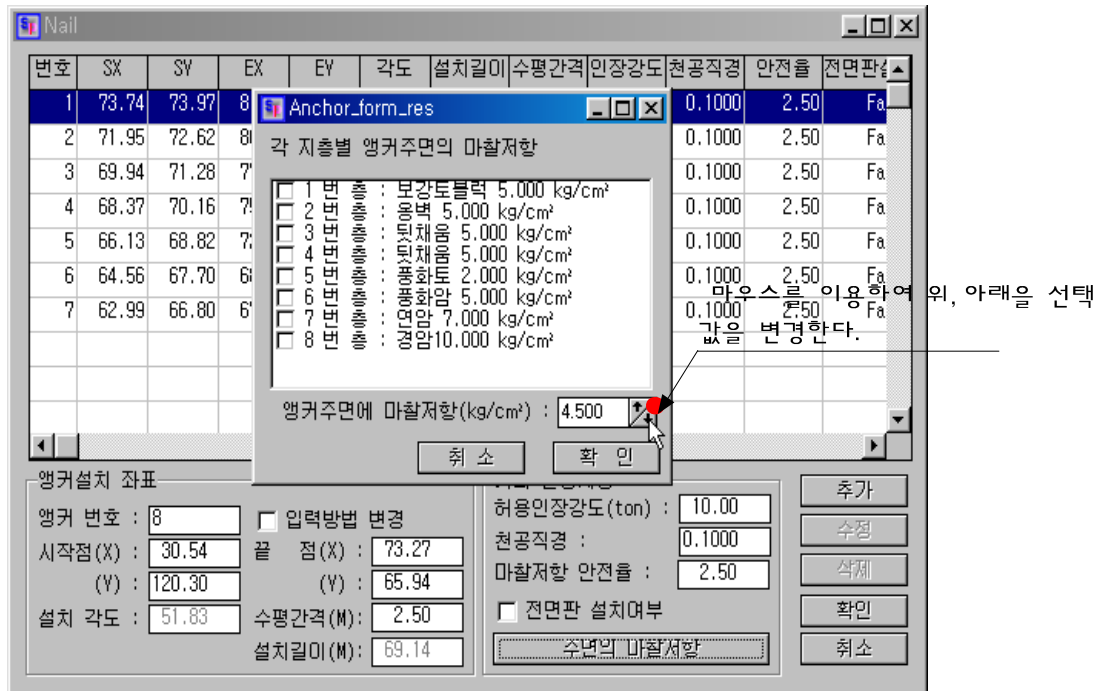 Nail
번호 SX SY EX EY 각도 설치길이 수평간격 인장강도 천공직경 안전율 전면판
1 73.74 73.97 8 0.1000 2.50 Fa
2 71.95 72.62 8 0.1000 2.50 Fa
3 69.94 71.28 7 0.1000 2.50 Fa
4 68.37 70.16 7 0.1000 2.50 Fa
5 66.13 68.82 7 0.1000 2.50 Fa
6 64.56 67.70 6 0.1000 2.50 Fa
7 62.99 66.80 6 0.1000 2.50 Fa
Anchor_form_res
각 지층별 앵커주면의 마찰저항
1 번 층 : 보강토블럭 5.000 kg/cm²
2 번 층 : 옹벽 5.000 kg/cm²
3 번 층 : 뒷채움 5.000 kg/cm²
4 번 층 : 뒷채움 5.000 kg/cm²
5 번 층 : 풍화토 2.000 kg/cm²
6 번 층 : 풍화암 5.000 kg/cm²
7 번 층 : 연암 7.000 kg/cm²
8 번 층 : 경암10.000 kg/cm²
앵커주면에 마찰저항(kg/cm²) : 4.500
취 소 확 인
마우스를 이용하여 위, 아래을 선택
값을 변경한다.
앵커설치 좌표
앵커 번호 : 8 입력방법 변경
시작점(X) : 30.54 끝 점(X) : 73.27
(Y) : 120.30 (Y) : 65.94
설치 각도 : 51.83 수평간격(M): 2.50
설치길이(M): 69.14
허용인장강도(ton) : 10.00
천공직경 : 0.1000
마찰저항 안전율 : 2.50
전면판 설치여부
주변의 마찰저항
추가
수정
삭제
확인
취소